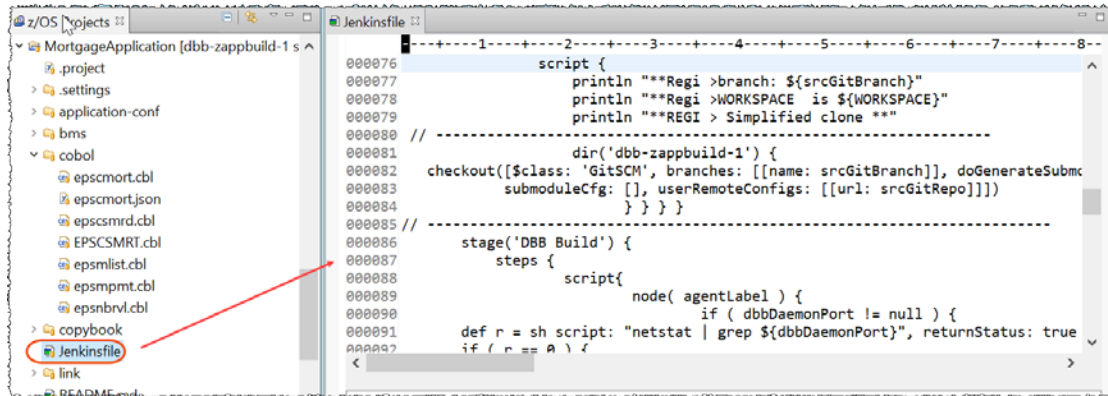 z/OS Projects
MortgageApplication [dbb-zappbuild-1 s
.project
.settings
application-conf
bms
cobol
epscmort.cbl
epscmort.json
epscsmrd.cbl
EPSCSMRT.cbl
epsmlist.cbl
epsmpmt.cbl
epsnbrvl.cbl
copybook
Jenkinsfile
link
README.md
Jenkinsfile
----+----1----+----2----+----3----+----4----+----5----+----6----+----7----+----8--
000076 script {
000077 println "**Regi >branch: ${srcGitBranch}"
000078 println "**Regi >WORKSPACE  is ${WORKSPACE}"
000079 println "**REGI > Simplified clone **"
000080 // ------------------------------------------------------------------
000081 dir('dbb-zappbuild-1') {
000082 checkout([$class: 'GitSCM', branches: [[name: srcGitBranch]], doGenerateSubmo
000083 submoduleCfg: [], userRemoteConfigs: [[url: srcGitRepo]]])
000084 } } } }
000085 // --------------------------------------------------------------------------
000086 stage('DBB Build') {
000087 steps {
000088 script{
000089 node( agentLabel ) {
000090 if ( dbbDaemonPort != null ) {
000091 def r = sh script: "netstat | grep ${dbbDaemonPort}", returnStatus: true
000092 if ( r == 0 ) {